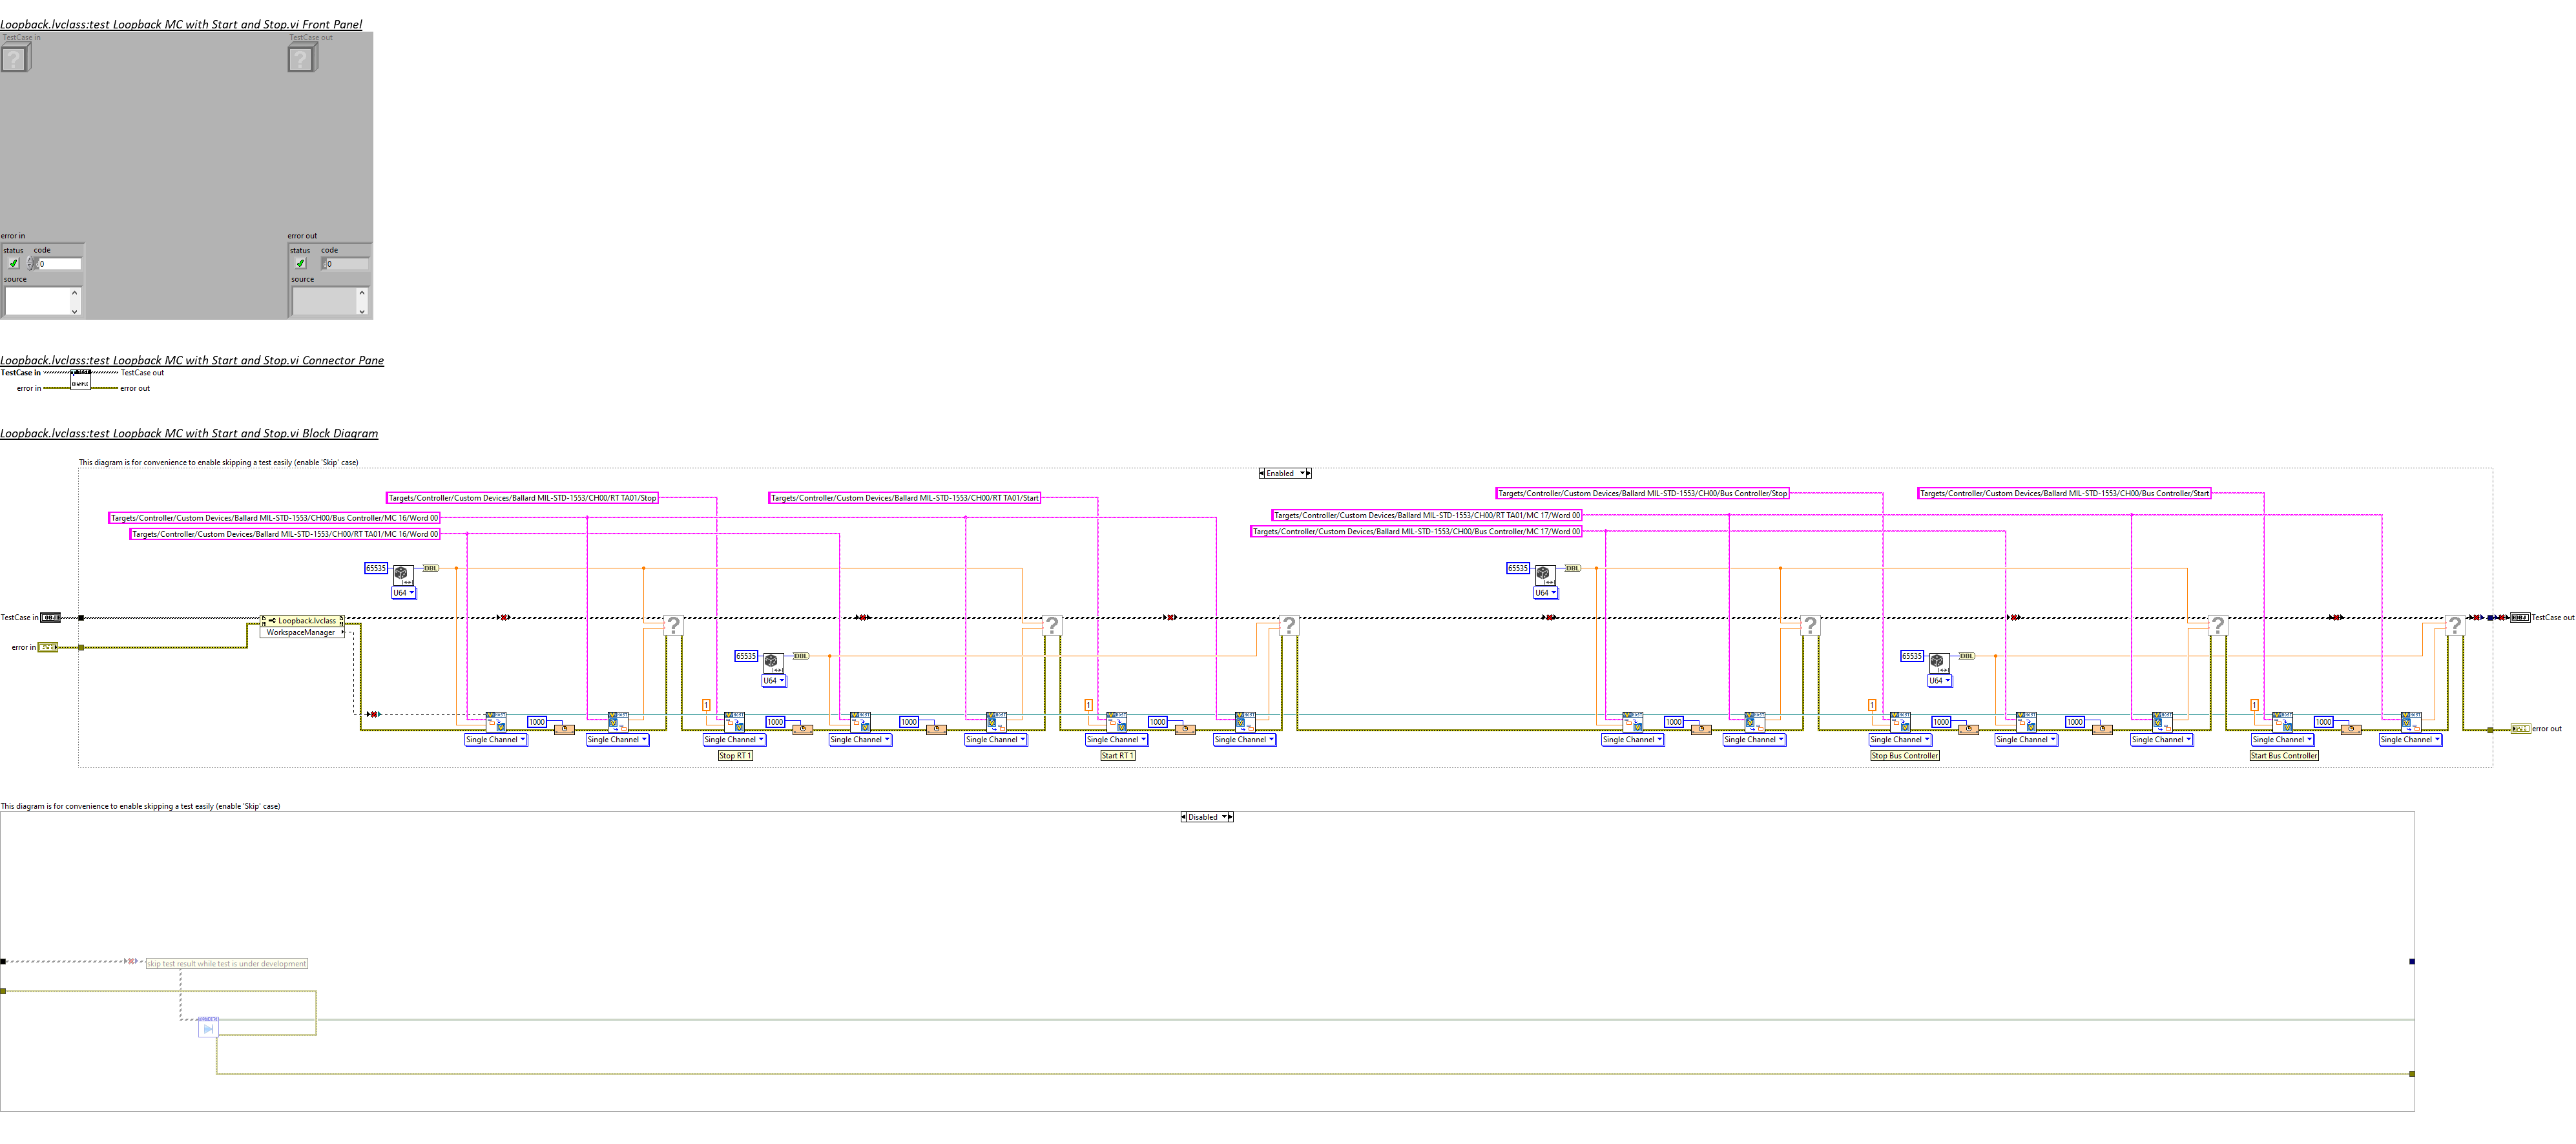 Loopback.lvclass:test Loopback MC with Start and Stop.vi Front Panel
TestCase in
TestCase out
error in
error out
status code
status code
0
0
source
source
Loopback.lvclass:test Loopback MC with Start and Stop.vi Connector Pane
TestCase in
TestCase out
error in
error out
TEST
EXAMPLE
Loopback.lvclass:test Loopback MC with Start and Stop.vi Block Diagram
This diagram is for convenience to enable skipping a test easily (enable 'Skip' case)
Enabled
Targets/Controller/Custom Devices/Ballard MIL-STD-1553/CH00/RT TA01/Stop
Targets/Controller/Custom Devices/Ballard MIL-STD-1553/CH00/RT TA01/Start
Targets/Controller/Custom Devices/Ballard MIL-STD-1553/CH00/Bus Controller/Stop
Targets/Controller/Custom Devices/Ballard MIL-STD-1553/CH00/Bus Controller/Start
Targets/Controller/Custom Devices/Ballard MIL-STD-1553/CH00/Bus Controller/MC 16/Word 00
Targets/Controller/Custom Devices/Ballard MIL-STD-1553/CH00/RT TA01/MC 17/Word 00
Targets/Controller/Custom Devices/Ballard MIL-STD-1553/CH00/RT TA01/MC 16/Word 00
Targets/Controller/Custom Devices/Ballard MIL-STD-1553/CH00/Bus Controller/MC 17/Word 00
65535 DBL
65535 DBL
U64
U64
TestCase in
Loopback.lvclass
TestCase out
WorkspaceManager
error in
65535 DBL
65535 DBL
U64
U64
1
1
1
1
1000
1000
1000
1000
1000
1000
1000
1000
error out
Single Channel
Single Channel
Single Channel
Single Channel
Single Channel
Single Channel
Single Channel
Single Channel
Single Channel
Single Channel
Single Channel
Single Channel
Single Channel
Single Channel
Stop RT 1
Start RT 1
Stop Bus Controller
Start Bus Controller
This diagram is for convenience to enable skipping a test easily (enable 'Skip' case)
Disabled
skip test result while test is under development